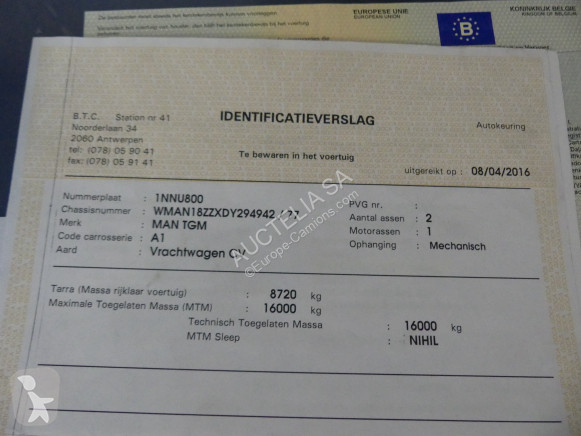 EUROPESE UNIE
EUROPEAN UNION
KONINKRIJK BELGIE
KINGDOM OF BELGIUM
B
B.T.C. Station nr 41
Noorderlaan 34
2060 Antwerpen
tel: (078) 05 90 41
fax: (078) 05 91 41
IDENTIFICATIEVERSLAG
Autokeuring
Te bewaren in het voertuig
uitgereikt op : 08/04/2016
Nummerplaat : 1NNU800
Chassisnummer : WMAN18ZZXDY294942 / 77
Merk : MAN TGM
Code carrosserie : A1
Aard : Vrachtwagen CV
PVG nr. :
Aantal assen : 2
Motorassen : 1
Ophanging : Mechanisch
Tarra (Massa rijklaar voertuig) : 8720 kg
Maximale Toegelaten Massa (MTM) : 16000 kg
Technisch Toegelaten Massa : 16000 kg
MTM Sleep : NIHIL
AUCTELIA SA
©Europe-Camions.com